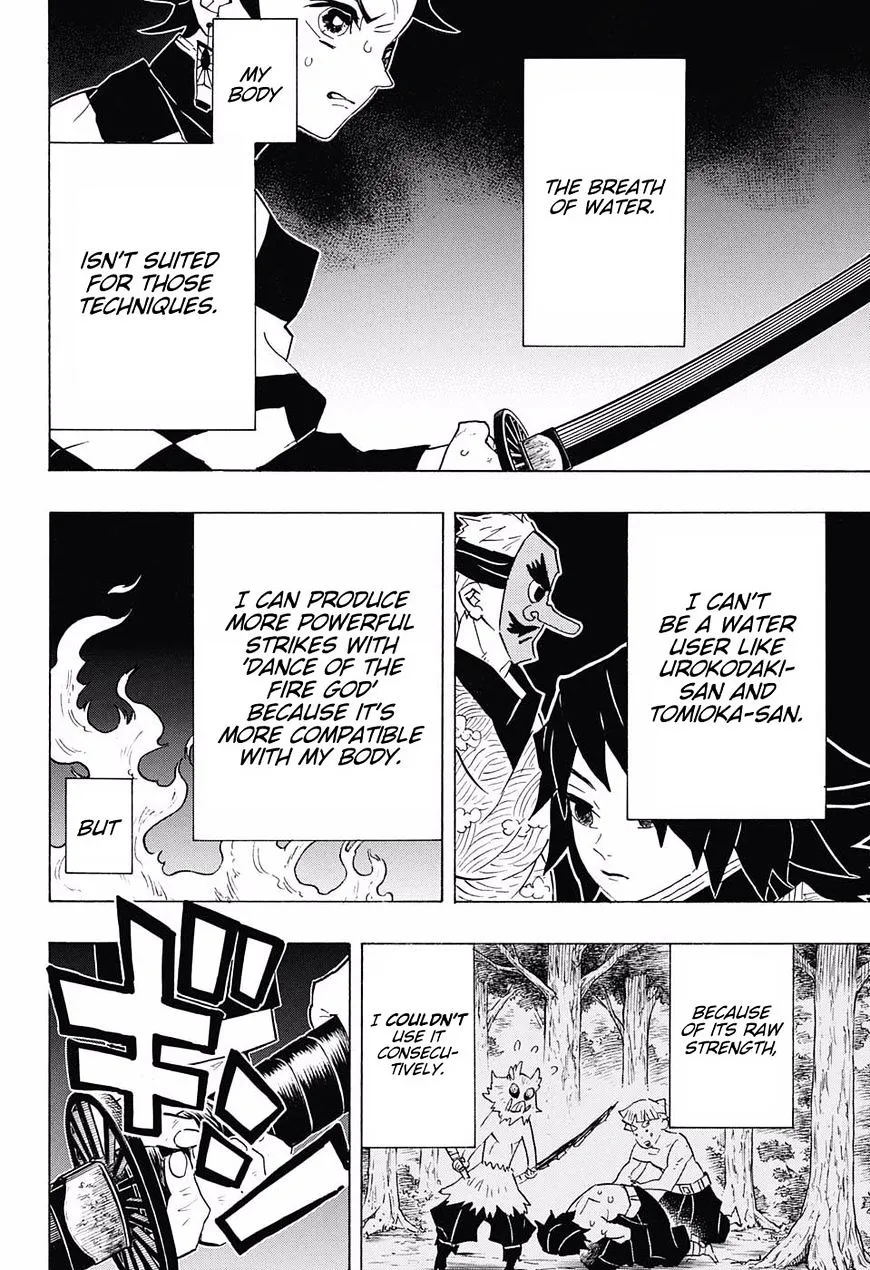 THE BREATH
OF WATER.
MY
BODY
ISN'T SUITED
FOR THOSE
TECHNIQUES.
I CAN'T
BE A WATER
USER LIKE
UROKODAKI-
SAN AND
TOMIOKA-SAN.
I CAN PRODUCE
MORE POWERFUL
STRIKES WITH
'DANCE OF THE
FIRE GOD'
BECAUSE IT'S
MORE COMPATIBLE
WITH MY BODY.
BUT
BECAUSE
OF ITS RAW
STRENGTH,
I COULDN'T
USE IT
CONSECU-
TIVELY.
ギュ!